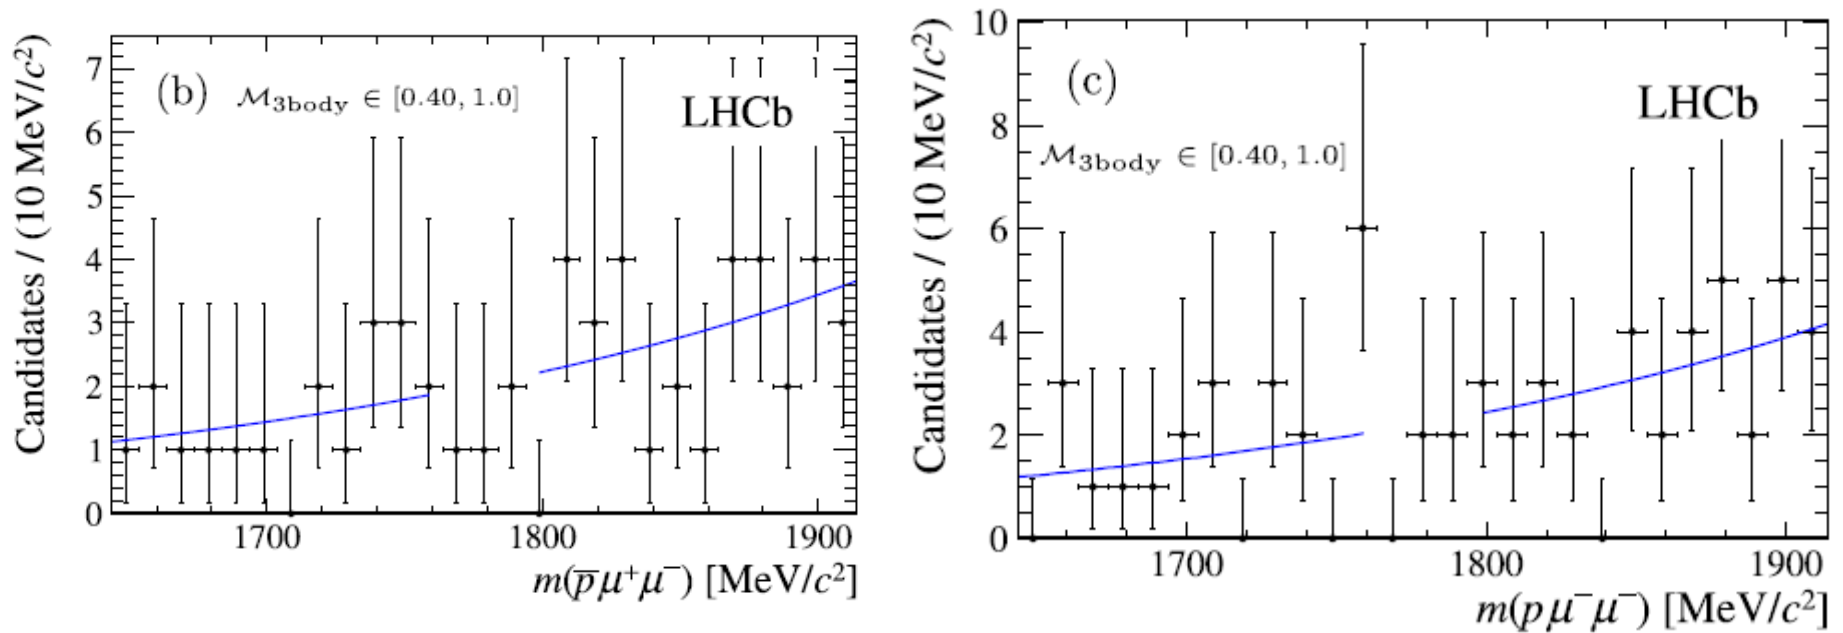 Candidates / (10 MeV/c²)
7
6
5
4
3
2
1
0
(b) ℳ3body ∈ [0.40, 1.0]
LHCb
1700 1800 1900
m(p̅μ⁺μ⁻) [MeV/c²]
Candidates / (10 MeV/c²)
10
8
6
4
2
0
(c)
LHCb
ℳ3body ∈ [0.40, 1.0]
1700 1800 1900
m(pμ⁻μ⁻) [MeV/c²]